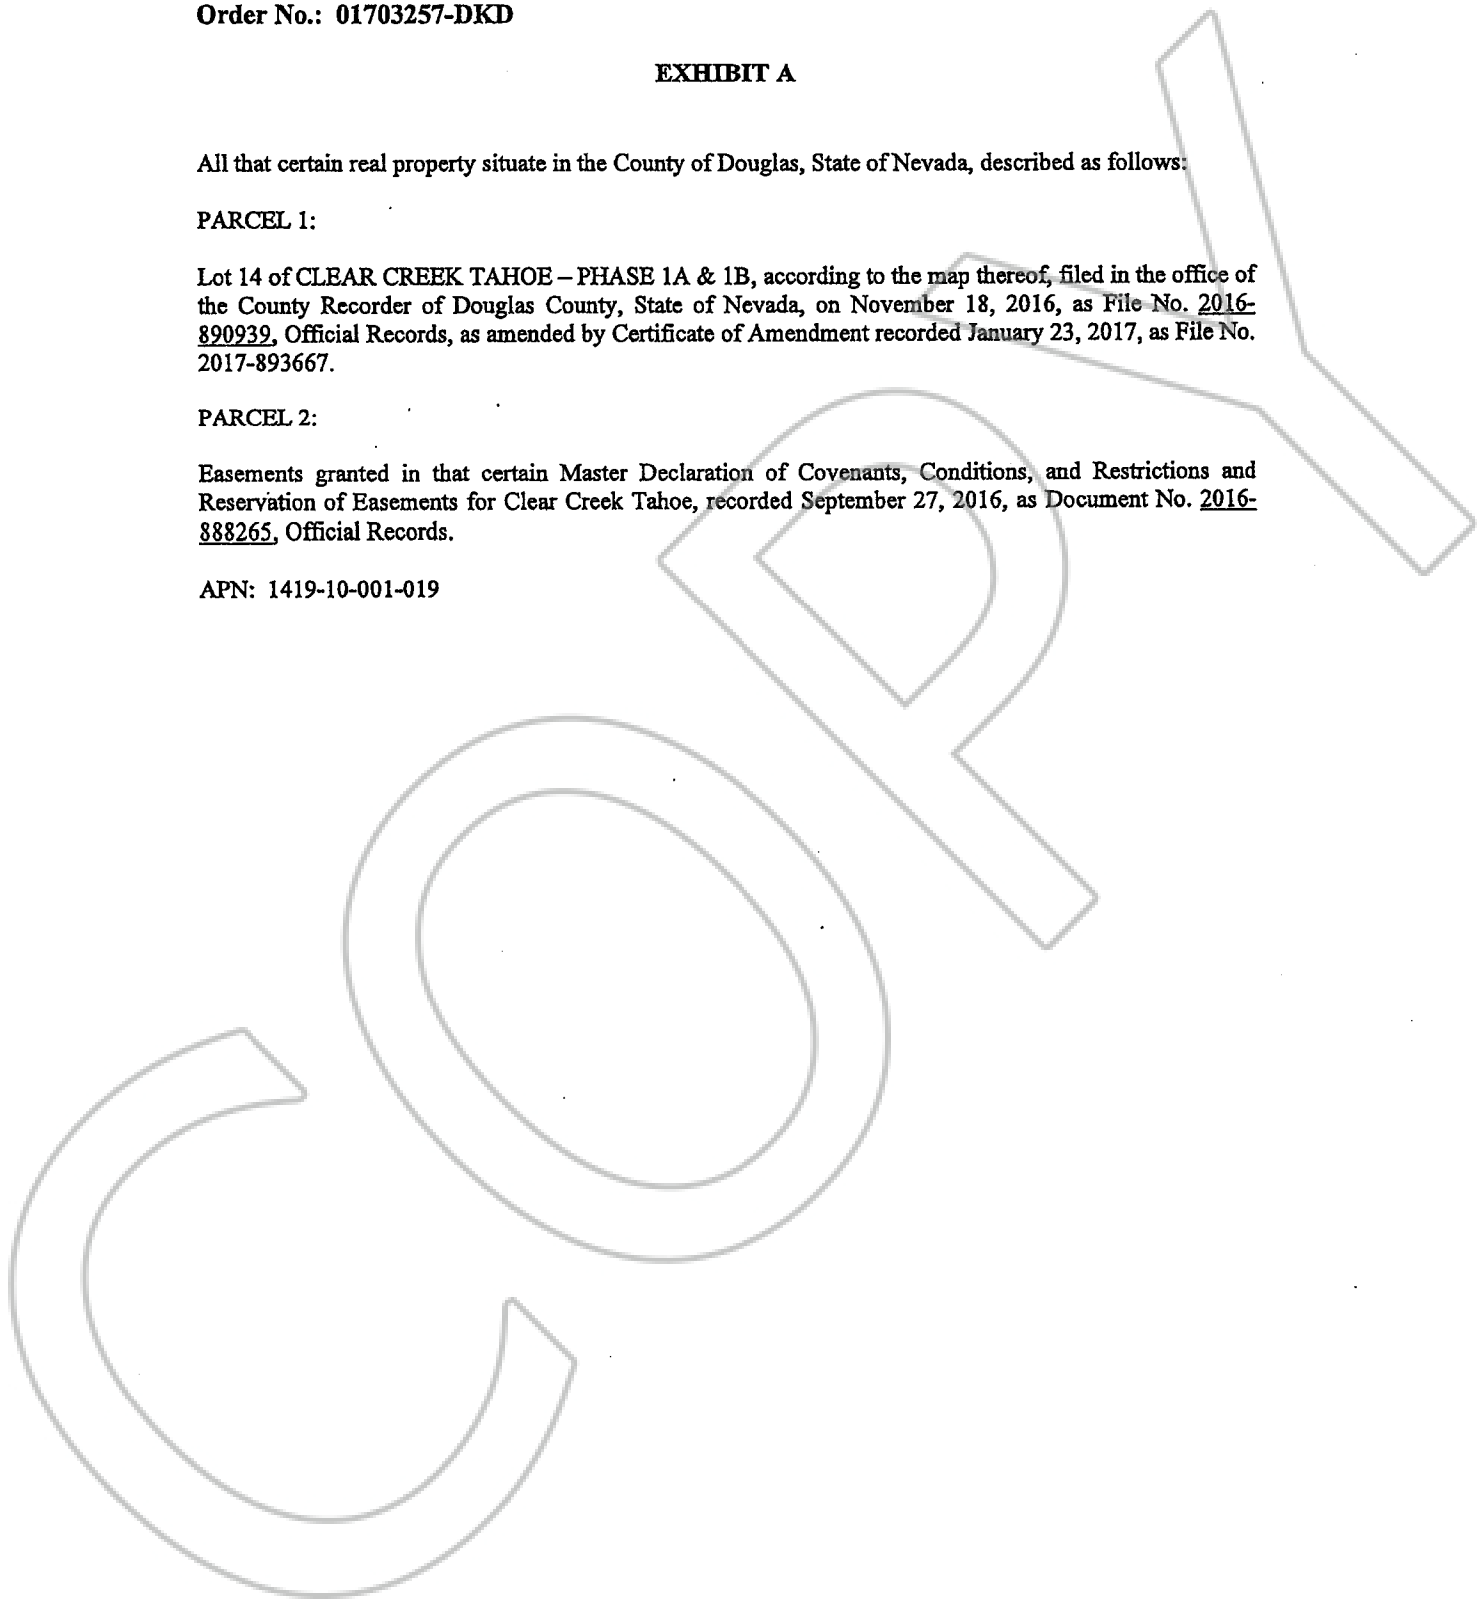 Order No.: 01703257-DKD
EXHIBIT A
All that certain real property situate in the County of Douglas, State of Nevada, described as follows:
PARCEL 1:
Lot 14 of CLEAR CREEK TAHOE – PHASE 1A & 1B, according to the map thereof, filed in the office of
the County Recorder of Douglas County, State of Nevada, on November 18, 2016, as File No. 2016-
890939, Official Records, as amended by Certificate of Amendment recorded January 23, 2017, as File No.
2017-893667.
PARCEL 2:
Easements granted in that certain Master Declaration of Covenants, Conditions, and Restrictions and
Reservation of Easements for Clear Creek Tahoe, recorded September 27, 2016, as Document No. 2016-
888265, Official Records.
APN: 1419-10-001-019
COPY